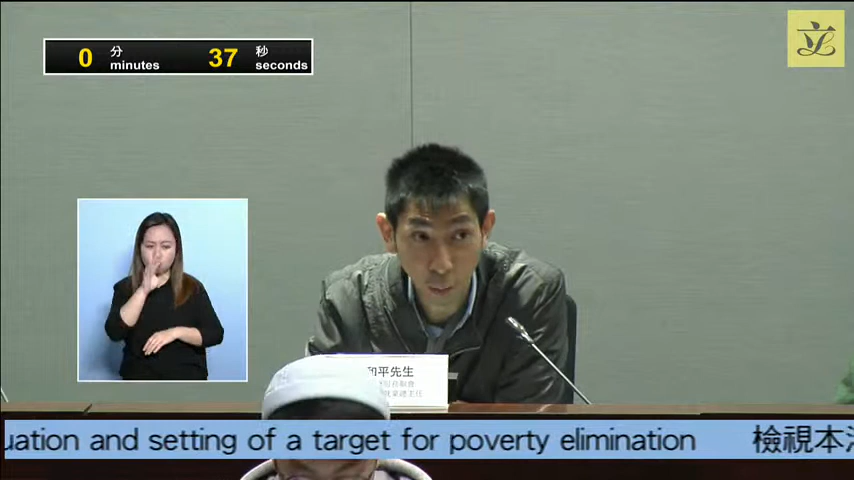 0 分 minutes 37 秒 seconds
和平先生
uation and setting of a target for poverty elimination 檢視本